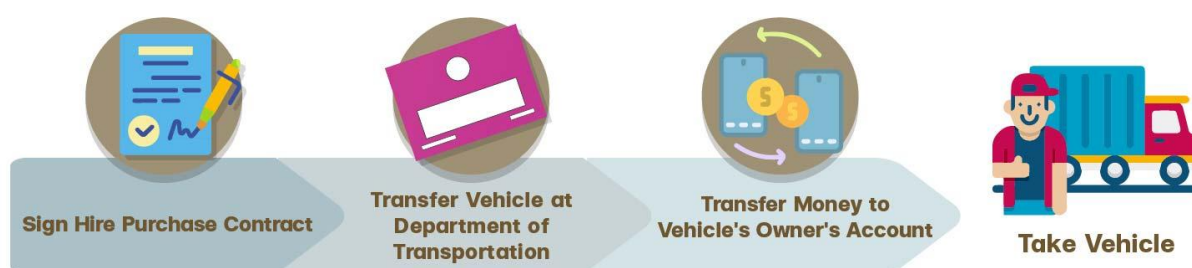 Sign Hire Purchase Contract
Transfer Vehicle at
Department of
Transportation
Transfer Money to
Vehicle's Owner's Account
Take Vehicle